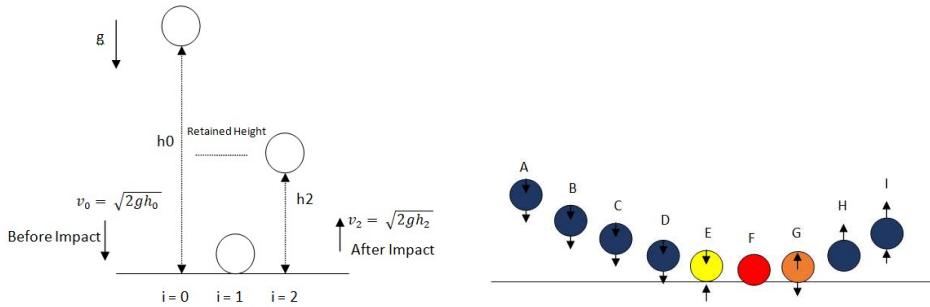 g
Retained Height
h0
h2
v₀ = √2gh₀
Before Impact
v₂ = √2gh₂
After Impact
i = 0 i = 1 i = 2
A
B
C
D
E
F
G
H
I